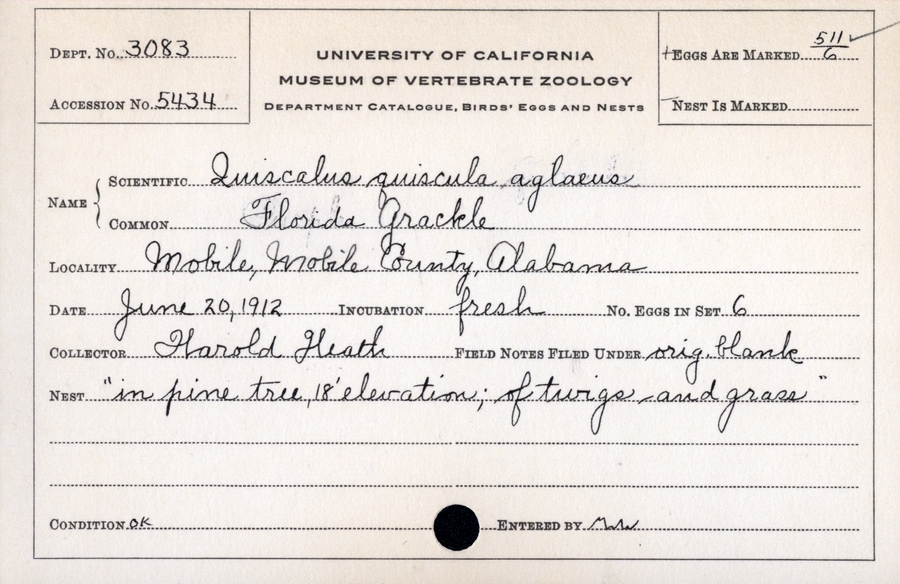 DEPT. No. 3083
ACCESSION No. 5434
UNIVERSITY OF CALIFORNIA
MUSEUM OF VERTEBRATE ZOOLOGY
DEPARTMENT CATALOGUE, BIRDS' EGGS AND NESTS
EGGS ARE MARKED 511/6
NEST IS MARKED
NAME
SCIENTIFIC Quiscalus quiscula aglaeus
COMMON Florida Grackle
LOCALITY Mobile, Mobile County, Alabama
DATE June 20, 1912 INCUBATION fresh No. EGGS IN SET 6
COLLECTOR Harold Heath FIELD NOTES FILED UNDER orig. blank
NEST "in pine tree, 18' elevation; of twigs and grass"
CONDITION OK ENTERED BY